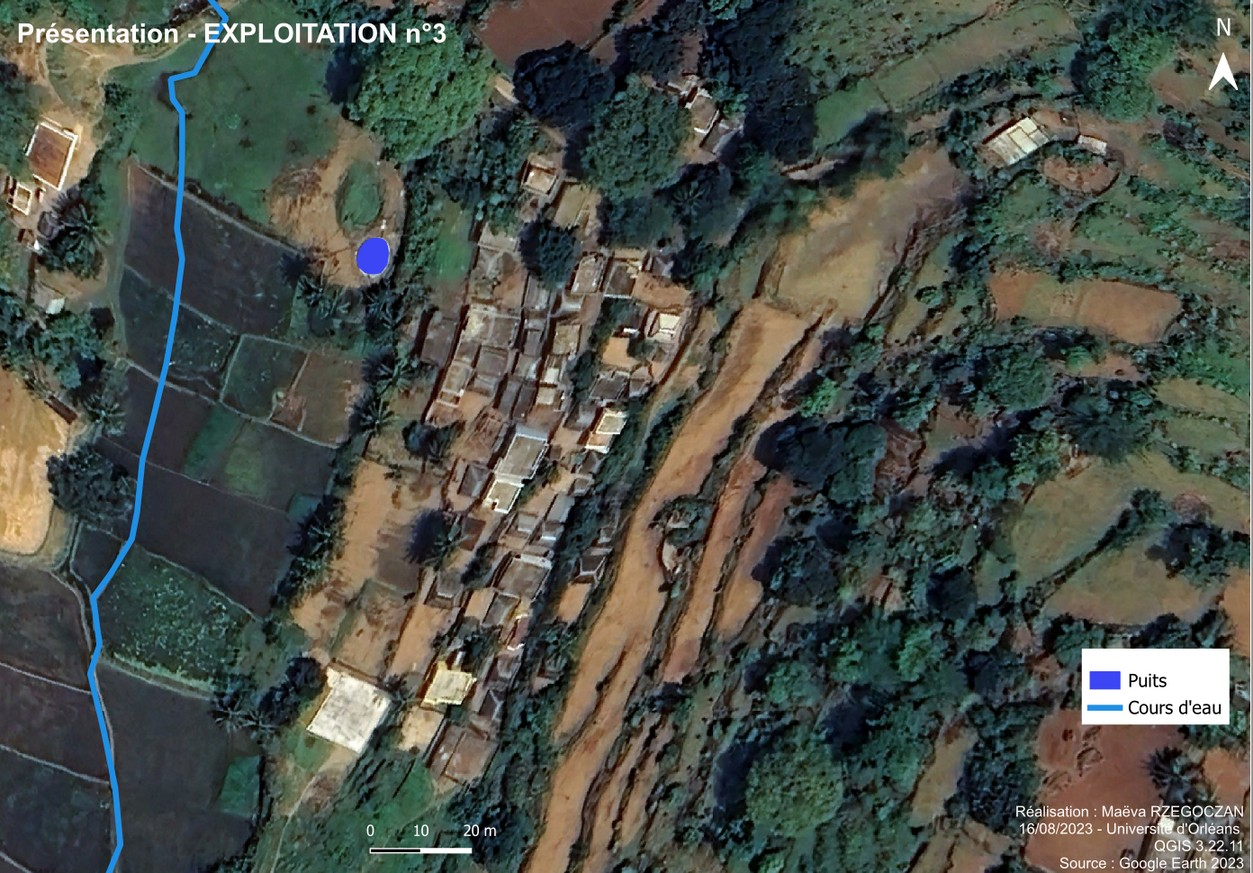 Présentation - EXPLOITATION n°3
N
Puits
Cours d'eau
0 10 20 m
Réalisation : Maëva RZEGOCZAN
16/08/2023 - Université d'Orléans
QGIS 3.22.11
Source : Google Earth 2023